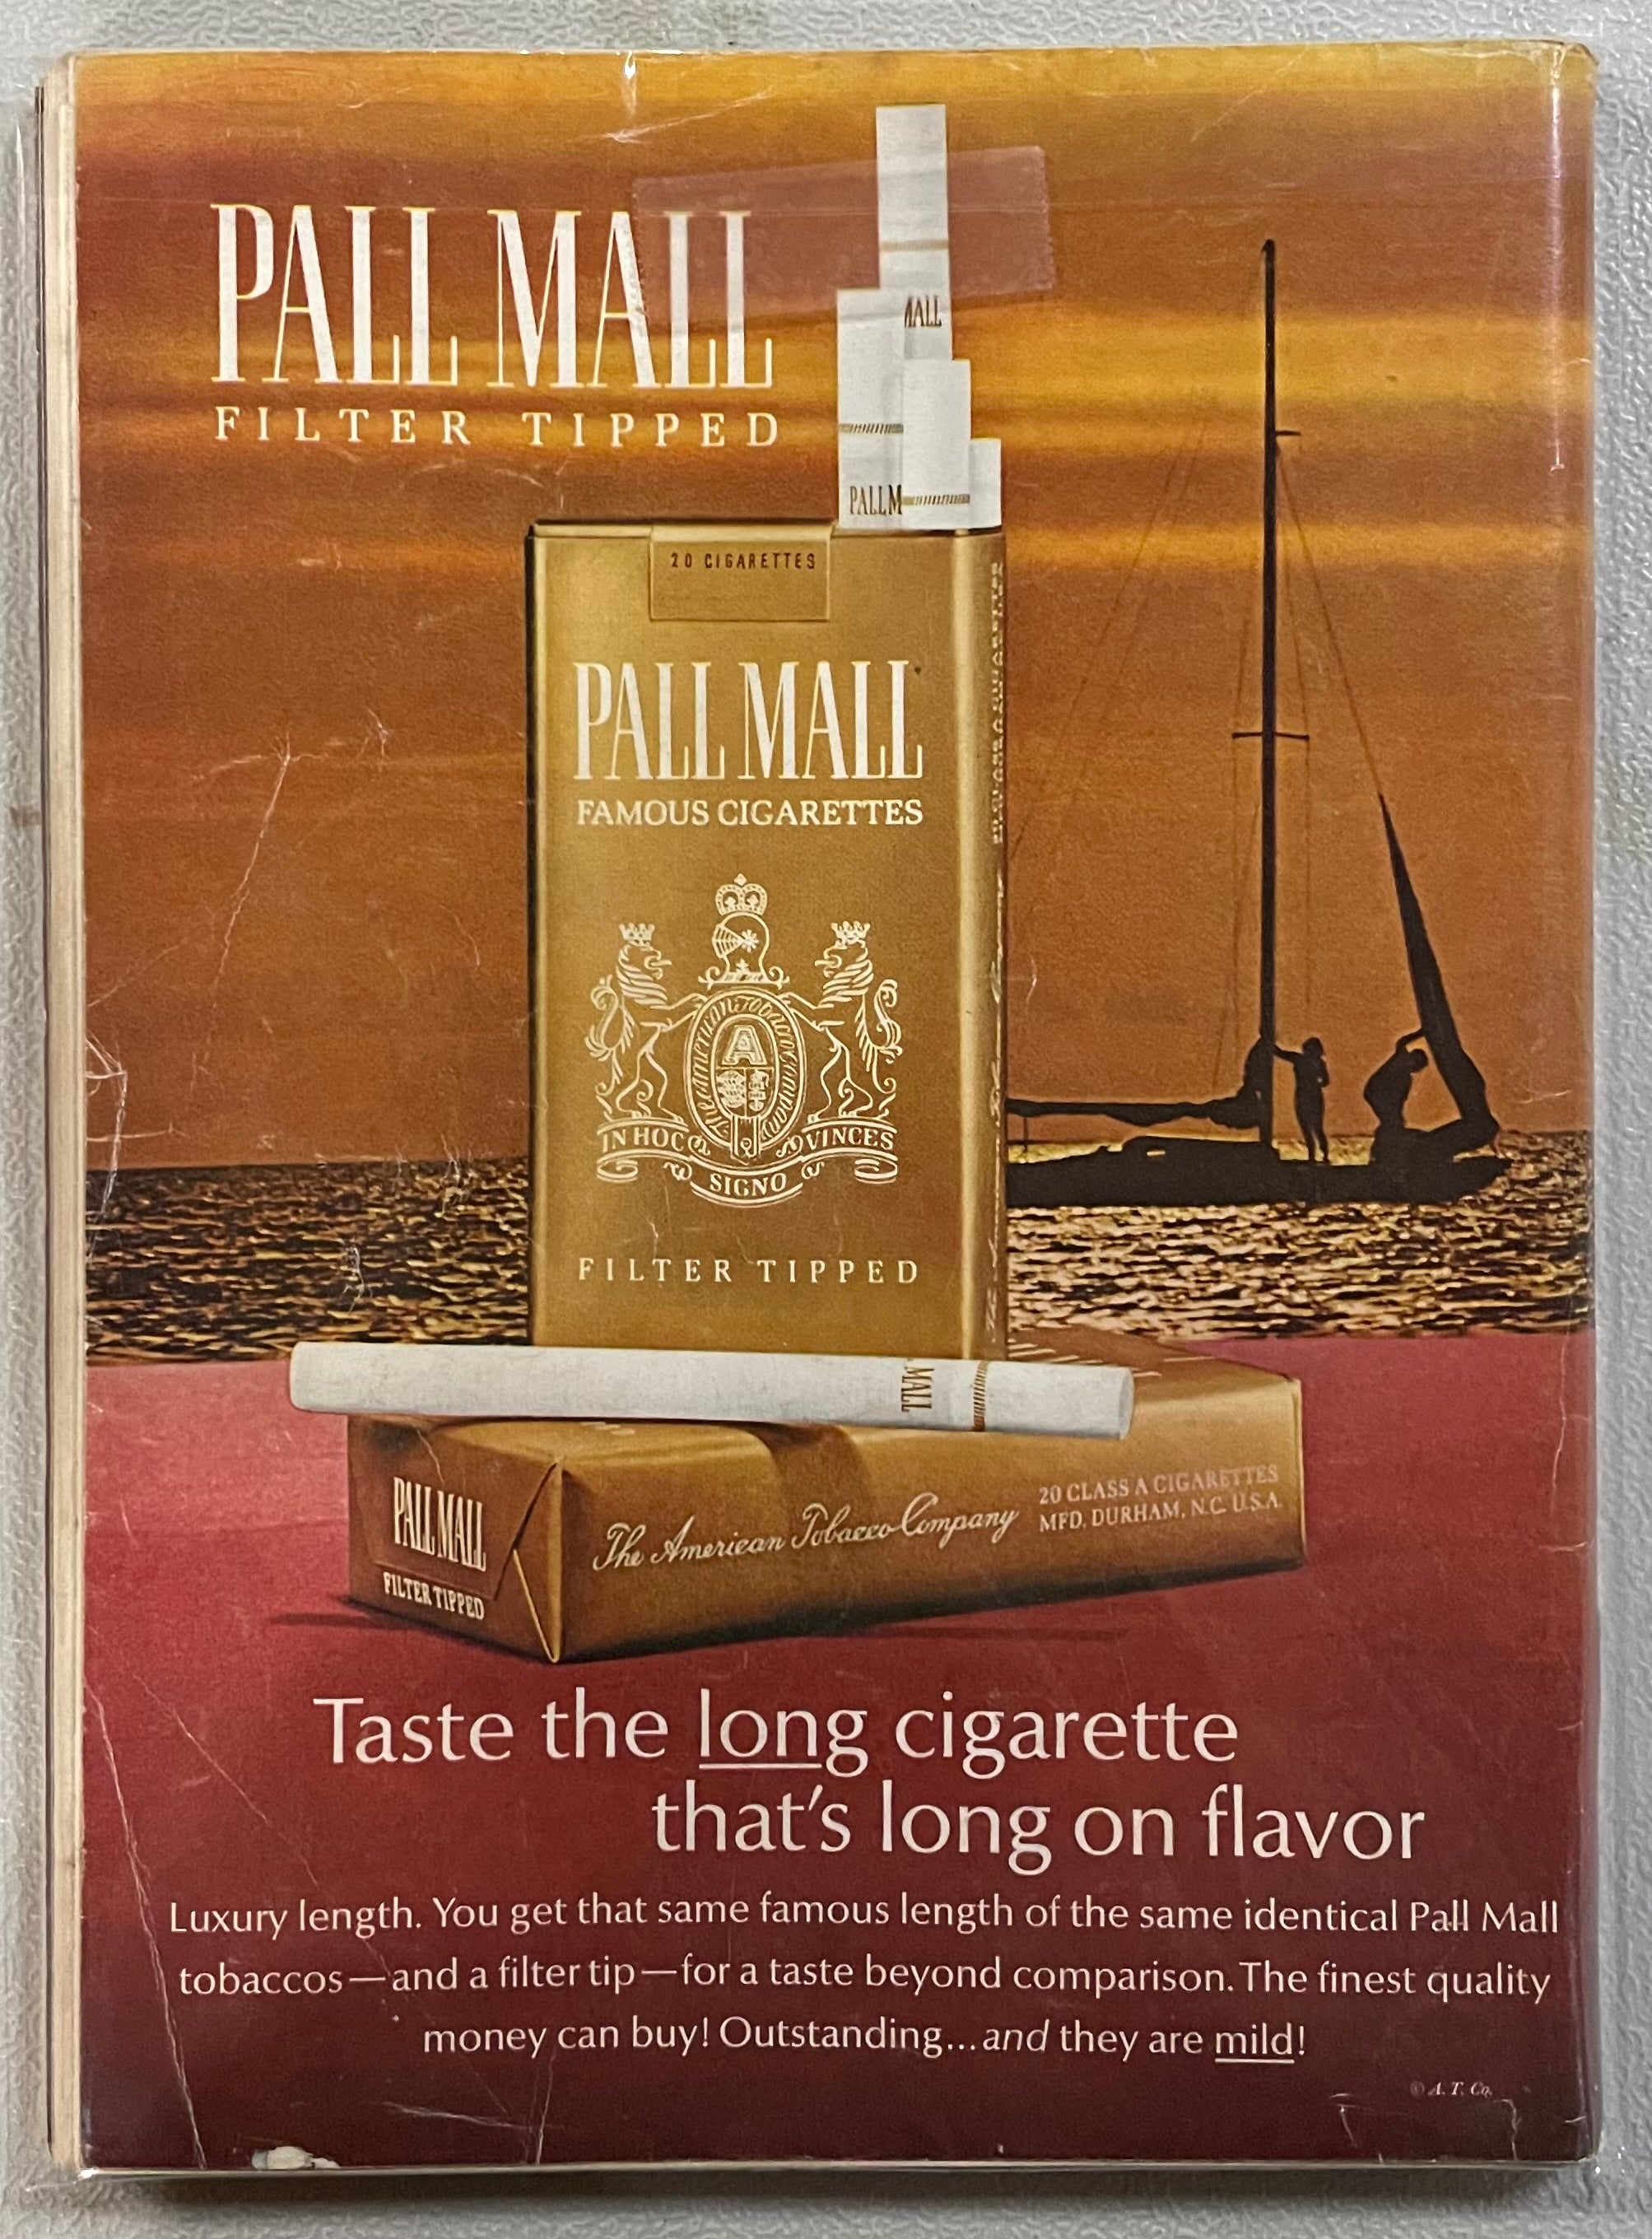 PALL MALL
FILTER TIPPED
MALL
PALL M
20 CIGARETTES
PALL MALL
FAMOUS CIGARETTES
A
IN HOC
SIGNO
VINCES
FILTER TIPPED
MALL
PALL MALL
FILTER TIPPED
The American Tobacco Company
20 CLASS A CIGARETTES
MFD. DURHAM, N.C. U.S.A.
Taste the long cigarette
that's long on flavor
Luxury length. You get that same famous length of the same identical Pall Mall
tobaccos—and a filter tip—for a taste beyond comparison. The finest quality
money can buy! Outstanding...and they are mild!
© A. T. Co.